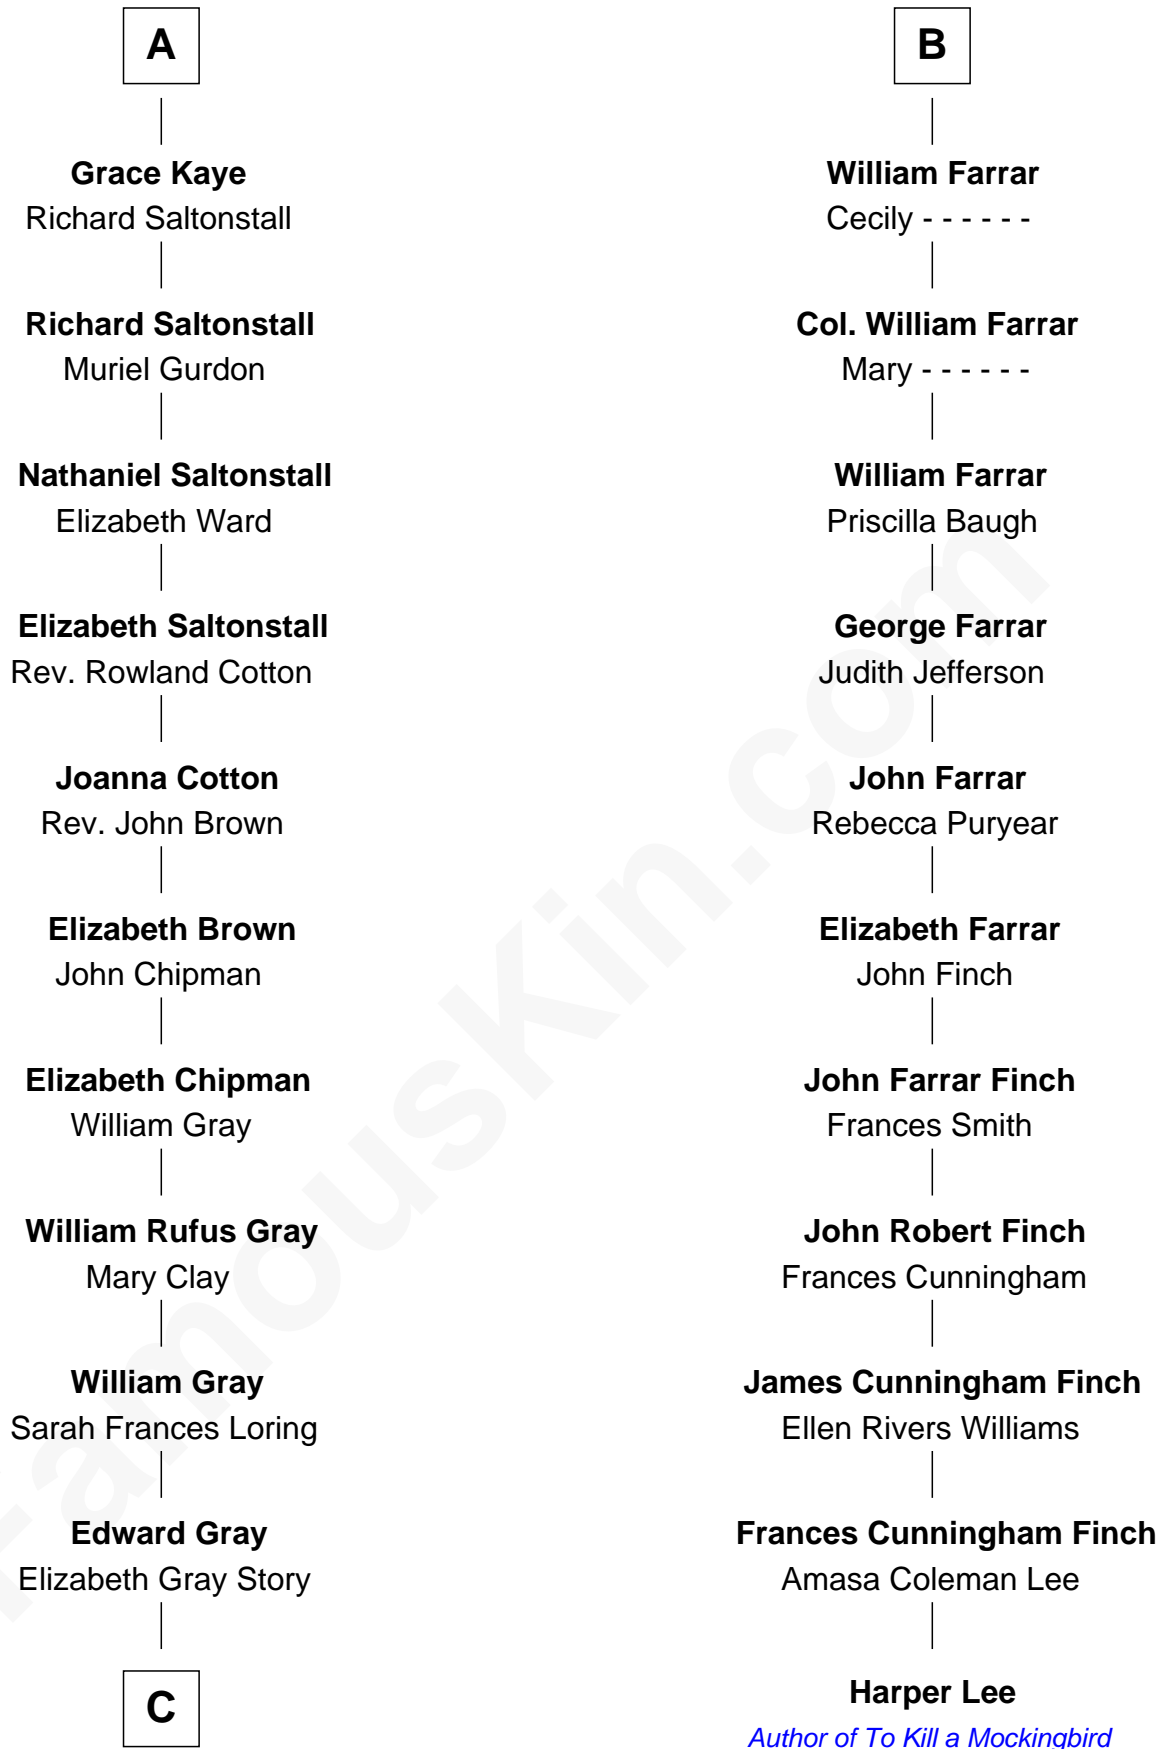 A
Grace Kaye
Richard Saltonstall
Richard Saltonstall
Muriel Gurdon
Nathaniel Saltonstall
Elizabeth Ward
Elizabeth Saltonstall
Rev. Rowland Cotton
Joanna Cotton
Rev. John Brown
Elizabeth Brown
John Chipman
Elizabeth Chipman
William Gray
William Rufus Gray
Mary Clay
William Gray
Sarah Frances Loring
Edward Gray
Elizabeth Gray Story
C
B
William Farrar
Cecily - - - - - -
Col. William Farrar
Mary - - - - - -
William Farrar
Priscilla Baugh
George Farrar
Judith Jefferson
John Farrar
Rebecca Puryear
Elizabeth Farrar
John Finch
John Farrar Finch
Frances Smith
John Robert Finch
Frances Cunningham
James Cunningham Finch
Ellen Rivers Williams
Frances Cunningham Finch
Amasa Coleman Lee
Harper Lee
Author of To Kill a Mockingbird
FamousKin.com